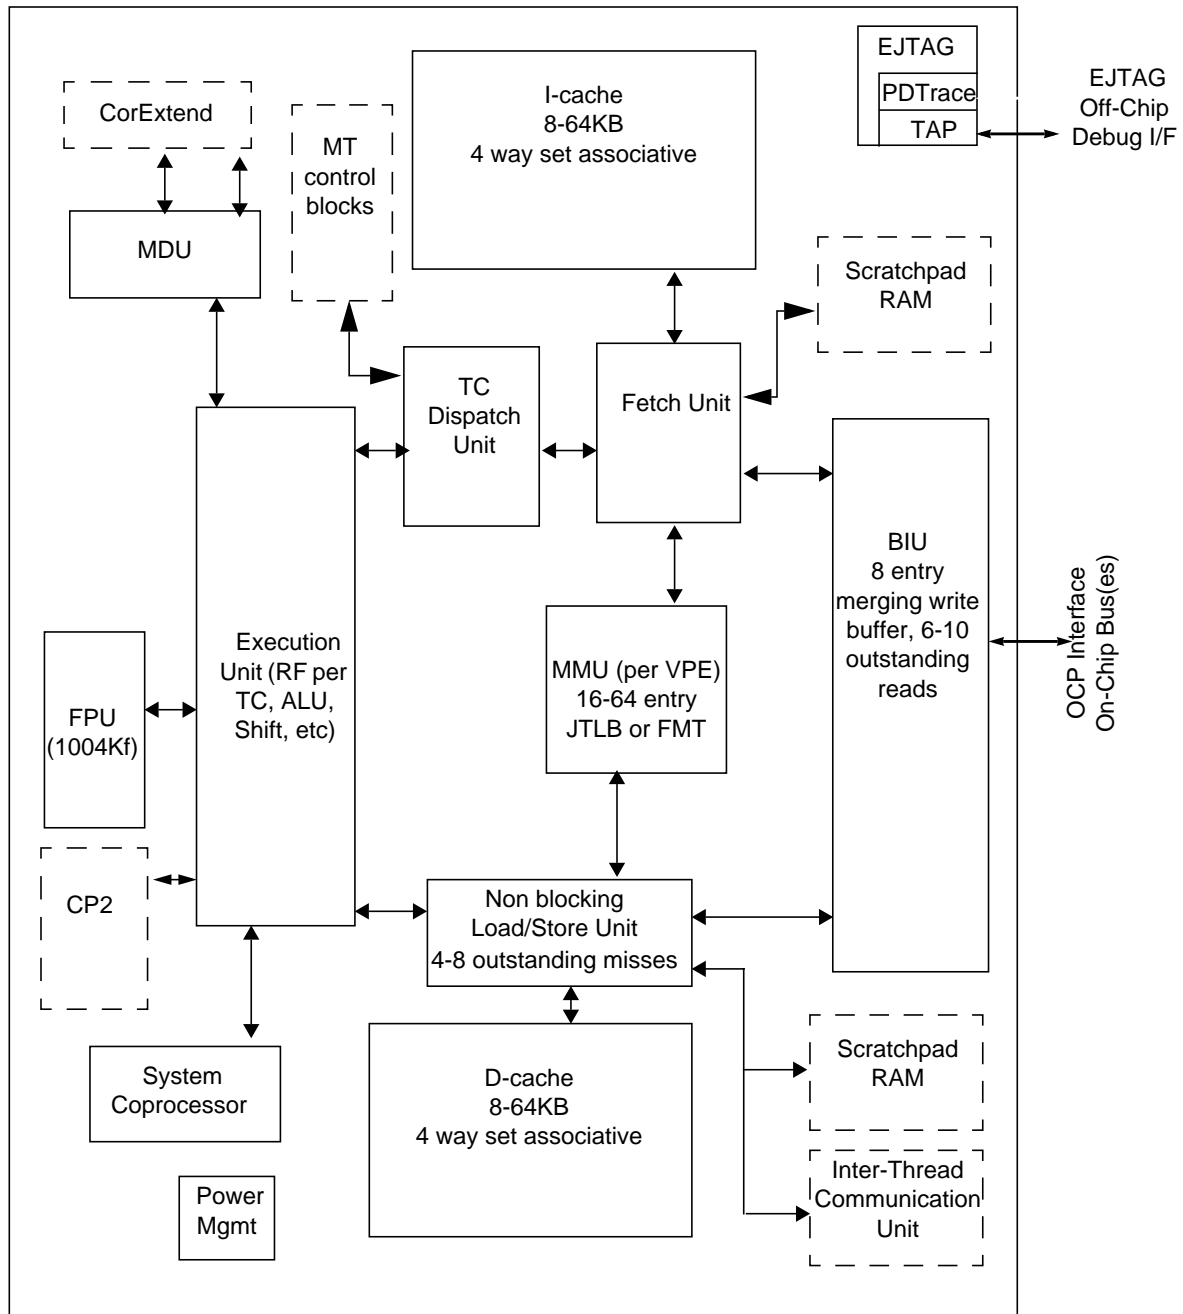 EJTAG
PDTrace
TAP
EJTAG
Off-Chip
Debug I/F
CorExtend
MT
control
blocks
I-cache
8-64KB
4 way set associative
MDU
Scratchpad
RAM
TC
Dispatch
Unit
Fetch Unit
BIU
8 entry
merging write
buffer, 6-10
outstanding
reads
OCP Interface
On-Chip Bus(es)
Execution
Unit (RF per
TC, ALU,
Shift, etc)
MMU (per VPE)
16-64 entry
JTLB or FMT
FPU
(1004Kf)
CP2
Non blocking
Load/Store Unit
4-8 outstanding misses
System
Coprocessor
D-cache
8-64KB
4 way set associative
Scratchpad
RAM
Inter-Thread
Communication
Unit
Power
Mgmt